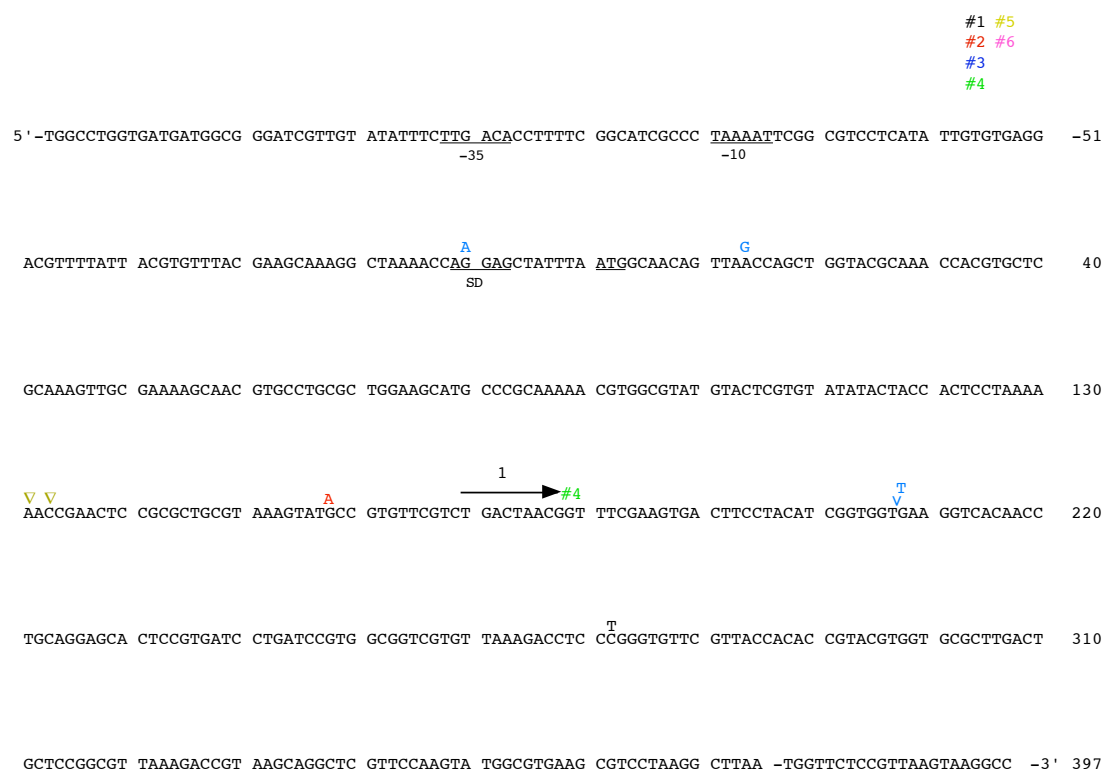 #1 #5
#2 #6
#3
#4
5'-TGGCCTGGTGATGATGGCG GGATCGTTGT ATATTTCTTG ACACCTTTTC GGCATCGCCC TAAAATTCGG CGTCCTCATA TTGTGTGAGG -51
-35 -10
A G
ACGTTTTATT ACGTGTTTAC GAAGCAAAGG CTAAAACCAG GAGCTATTTA ATGGCAACAG TTAACCAGCT GGTACGCAAA CCACGTGCTC 40
SD
GCAAAGTTGC GAAAAGCAAC GTGCCTGCGC TGGAAGCATG CCCGCAAAAA CGTGGCGTAT GTACTCGTGT ATATACTACC ACTCCTAAAA 130
1
∇ ∇ A #4 T
V
AACCGAACTC CGCGCTGCGT AAAGTATGCC GTGTTCGTCT GACTAACGGT TTCGAAGTGA CTTCCTACAT CGGTGGTGAA GGTCACAACC 220
T
TGCAGGAGCA CTCCGTGATC CTGATCCGTG GCGGTCGTGT TAAAGACCTC CCGGGTGTTC GTTACCACAC CGTACGTGGT GCGCTTGACT 310
GCTCCGGCGT TAAAGACCGT AAGCAGGCTC GTTCCAAGTA TGGCGTGAAG CGTCCTAAGG CTTAA -TGGTTCTCCGTTAAGTAAGGCC -3' 397